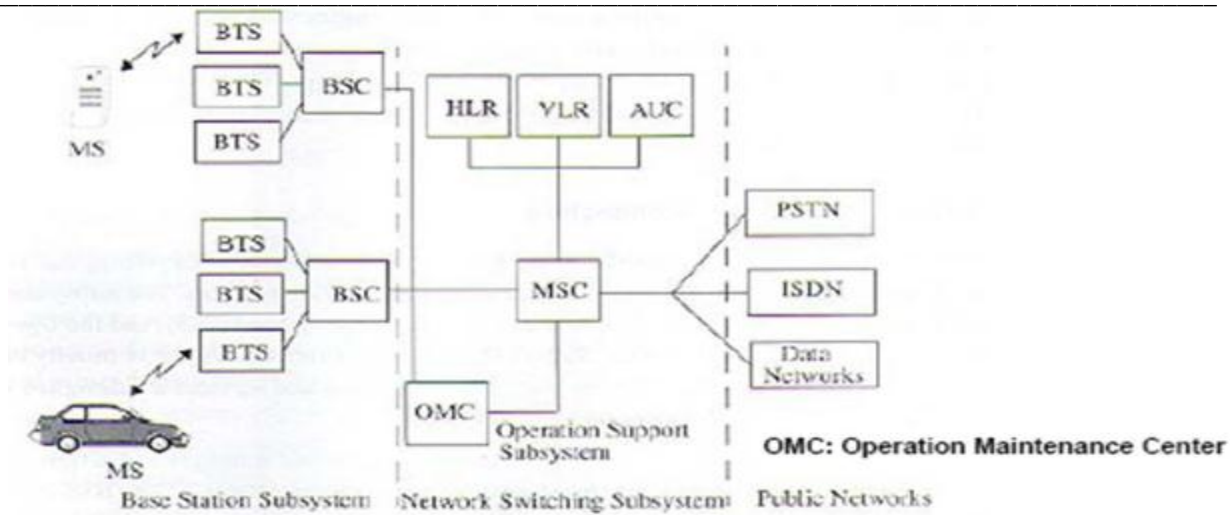 BTS
BTS
BSC
BTS
MS
HLR
VLR
AUC
BTS
BTS
BSC
BTS
MS
MSC
PSTN
ISDN
Data
Networks
OMC
Operation Support
Subsystem
OMC: Operation Maintenance Center
Base Station Subsystem
Network Switching Subsystem
Public Networks